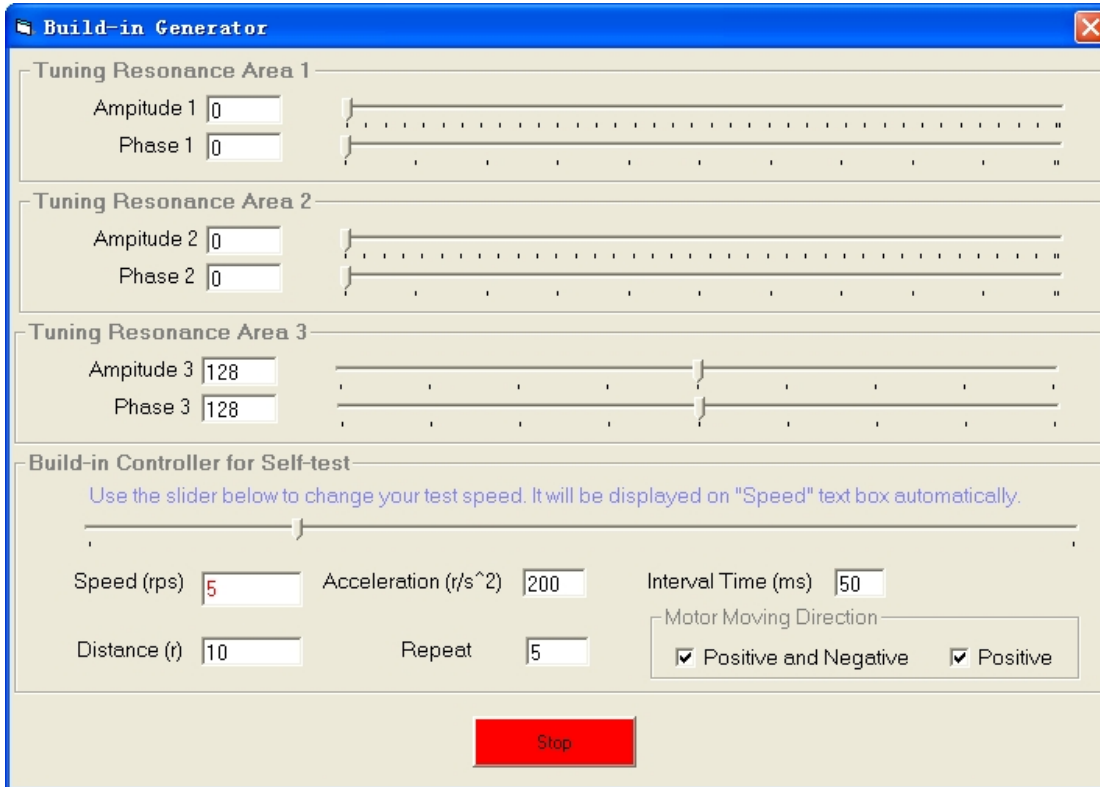 Build-in Generator
Tuning Resonance Area 1
Ampitude 1 0
Phase 1 0
Tuning Resonance Area 2
Ampitude 2 0
Phase 2 0
Tuning Resonance Area 3
Ampitude 3 128
Phase 3 128
Build-in Controller for Self-test
Use the slider below to change your test speed. It will be displayed on "Speed" text box automatically.
Speed (rps) 5 Acceleration (r/s^2) 200 Interval Time (ms) 50
Motor Moving Direction
Distance (r) 10 Repeat 5 Positive and Negative Positive
Stop